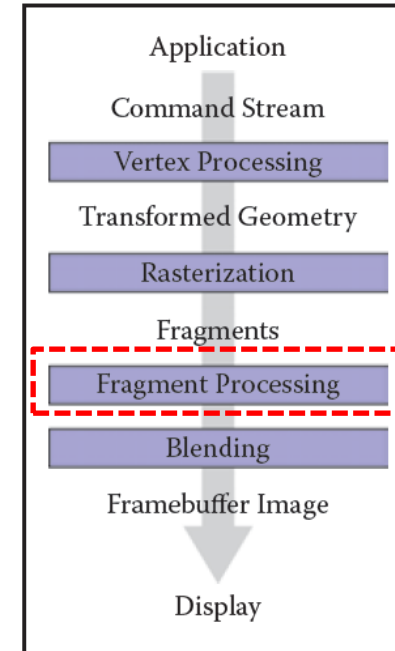 Application
Command Stream
Vertex Processing
Transformed Geometry
Rasterization
Fragments
Fragment Processing
Blending
Framebuffer Image
Display